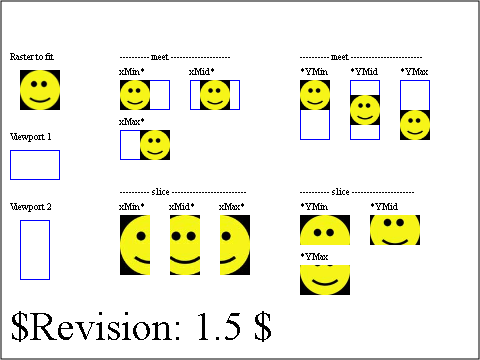 Raster to fit
---------- meet --------------------
---------- meet ---------------------------------
xMin*
xMid*
*YMin
*YMid
*YMax
xMax*
Viewport 1
---------- slice -------------------------
---------- slice ---------------------
Viewport 2
xMin*
xMid*
xMax*
*YMin
*YMid
*YMax
$Revision: 1.5 $